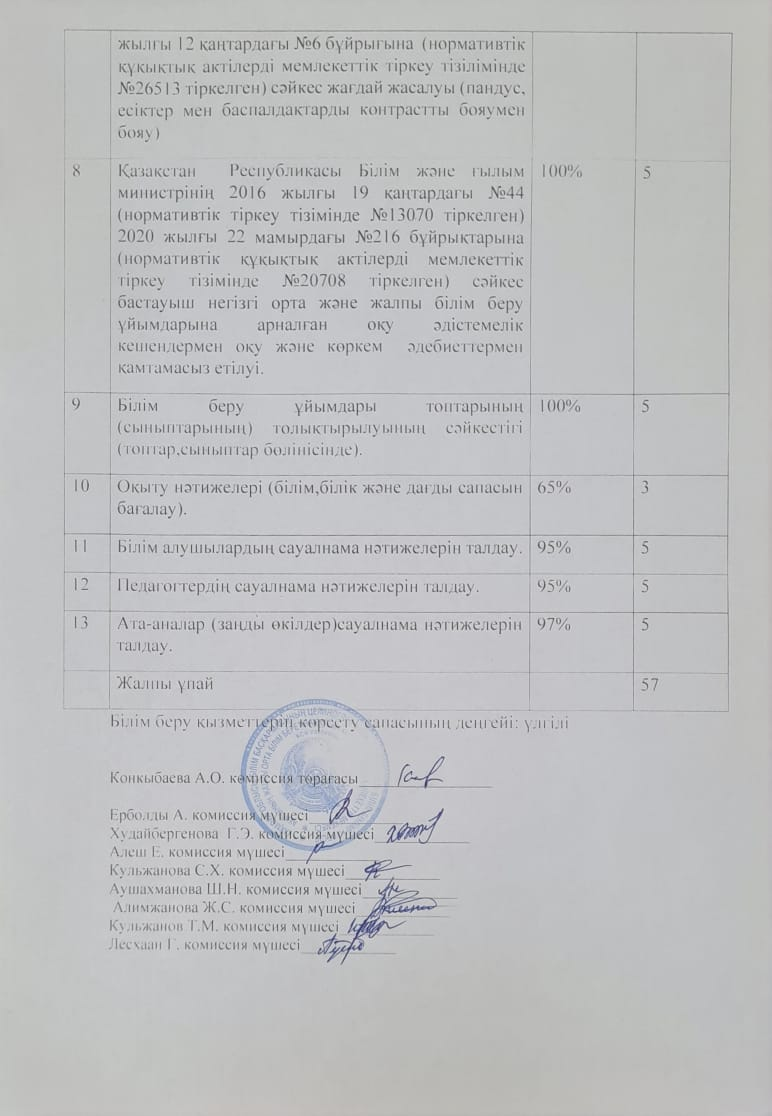 жылғы 12 қаңтардағы №6 бұйрығына (нормативтік
құқықтық актілерді мемлекеттік тіркеу тізілімінде
№26513 тіркелген) сәйкес жағдай жасалуы (пандус,
есіктер мен баспалдақтарды контрастты бояумен
бояу)
8 Қазақстан Республикасы Білім және ғылым 100% 5
министрінің 2016 жылғы 19 қаңтардағы №44
(нормативтік тіркеу тізімінде №13070 тіркелген)
2020 жылғы 22 мамырдағы №216 бұйрықтарына
(нормативтік құқықтық актілерді мемлекеттік
тіркеу тізімінде №20708 тіркелген) сәйкес
бастауыш негізгі орта және жалпы білім беру
ұйымдарына арналған оқу әдістемелік
кешендермен оқу және көркем әдебиеттермен
қамтамасыз етілуі.
9 Білім беру ұйымдары топтарының 100% 5
(сыныптарының) толықтырылуының сәйкестігі
(топтар,сыныптар бөлінісінде).
10 Оқыту нәтижелері (білім,білік және дағды сапасын 65% 3
бағалау).
11 Білім алушылардың сауалнама нәтижелерін талдау. 95% 5
12 Педагогтердің сауалнама нәтижелерін талдау. 95% 5
13 Ата-аналар (заңды өкілдер)сауалнама нәтижелерін 97% 5
талдау.
Жалпы ұпай 57
Білім беру қызметтерін көрсету сапасының деңгейі: үлгілі
Конкыбаева А.О. комиссия төрағасы
Ерболды А. комиссия мүшесі
Худайбергенова Г.Э. комиссия мүшесі
Алеш Е. комиссия мүшесі
Кульжанова С.Х. комиссия мүшесі
Аушахманова Ш.Н. комиссия мүшесі
Алимжанова Ж.С. комиссия мүшесі
Кульжанов Т.М. комиссия мүшесі
Лесхаан Г. комиссия мүшесі